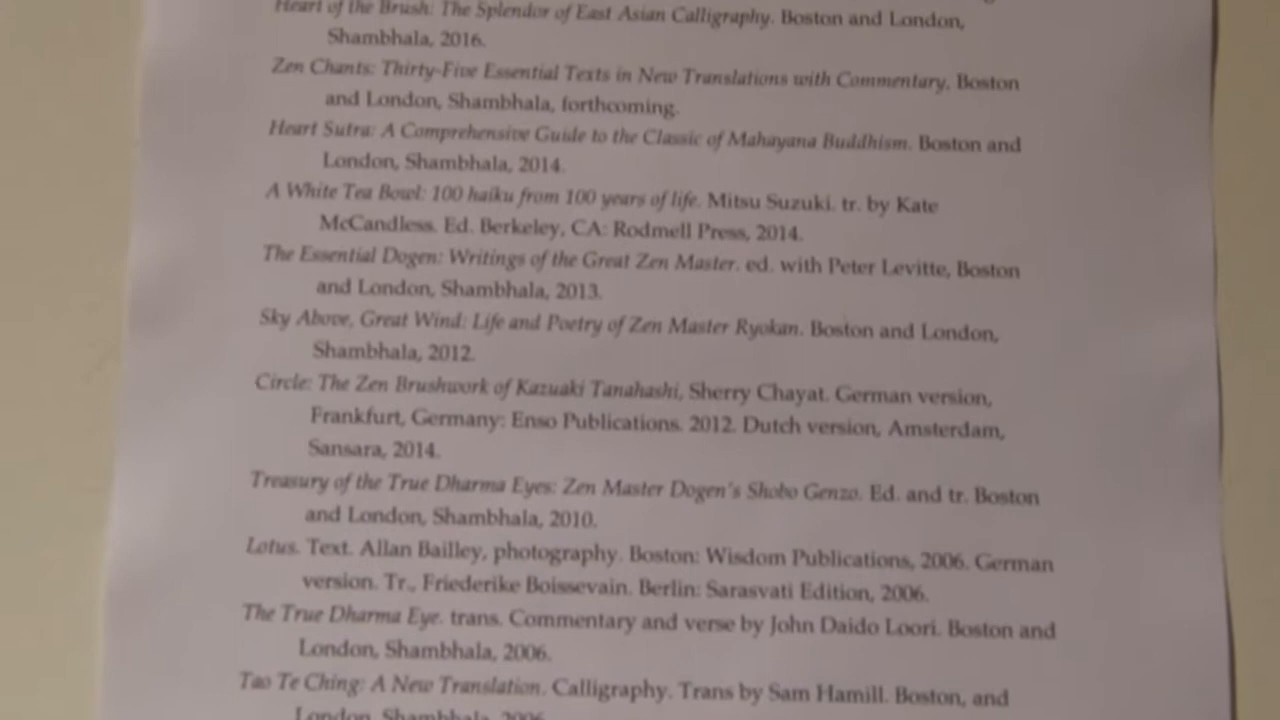 Heart of the Brush: The Splendor of East Asian Calligraphy. Boston and London,
Shambhala, 2016.
Zen Chants: Thirty-Five Essential Texts in New Translations with Commentary. Boston
and London, Shambhala, forthcoming.
Heart Sutra: A Comprehensive Guide to the Classic of Mahayana Buddhism. Boston and
London, Shambhala, 2014.
A White Tea Bowl: 100 haiku from 100 years of life. Mitsu Suzuki. tr. by Kate
McCandless. Ed. Berkeley, CA: Rodmell Press, 2014.
The Essential Dogen: Writings of the Great Zen Master. ed. with Peter Levitte, Boston
and London, Shambhala, 2013.
Sky Above, Great Wind: Life and Poetry of Zen Master Ryokan. Boston and London,
Shambhala, 2012.
Circle: The Zen Brushwork of Kazuaki Tanahashi, Sherry Chayat. German version,
Frankfurt, Germany: Enso Publications. 2012. Dutch version, Amsterdam,
Sansara, 2014.
Treasury of the True Dharma Eyes: Zen Master Dogen's Shobo Genzo. Ed. and tr. Boston
and London, Shambhala, 2010.
Lotus. Text. Allan Bailley, photography. Boston: Wisdom Publications, 2006. German
version. Tr., Friederike Boissevain. Berlin: Sarasvati Edition, 2006.
The True Dharma Eye. trans. Commentary and verse by John Daido Loori. Boston and
London, Shambhala, 2006.
Tao Te Ching: A New Translation. Calligraphy. Trans by Sam Hamill. Boston, and
London, Shambhala, 2006.